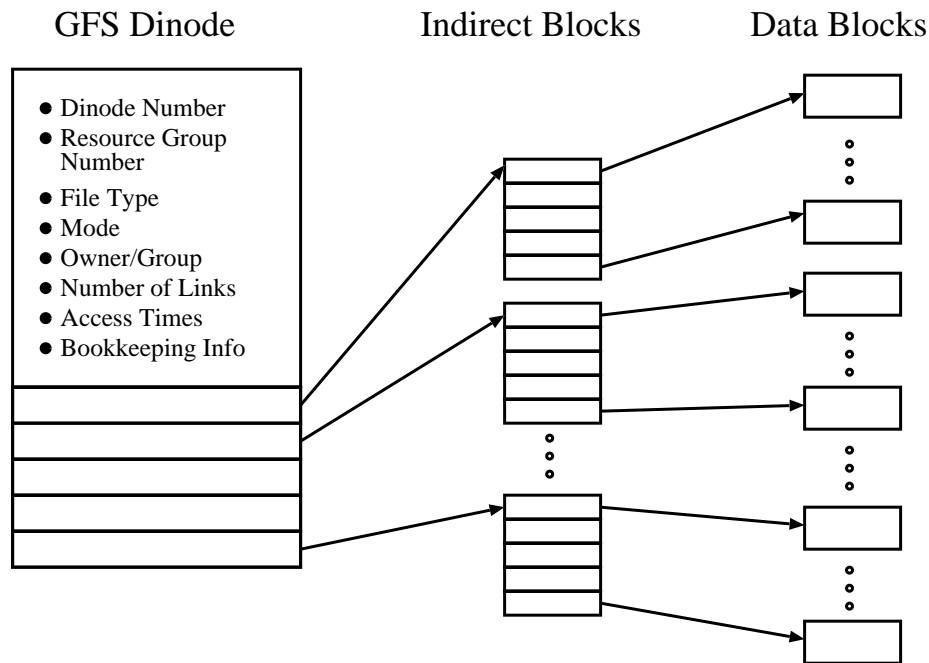 GFS Dinode
Indirect Blocks
Data Blocks
● Dinode Number
● Resource Group
Number
● File Type
● Mode
● Owner/Group
● Number of Links
● Access Times
● Bookkeeping Info